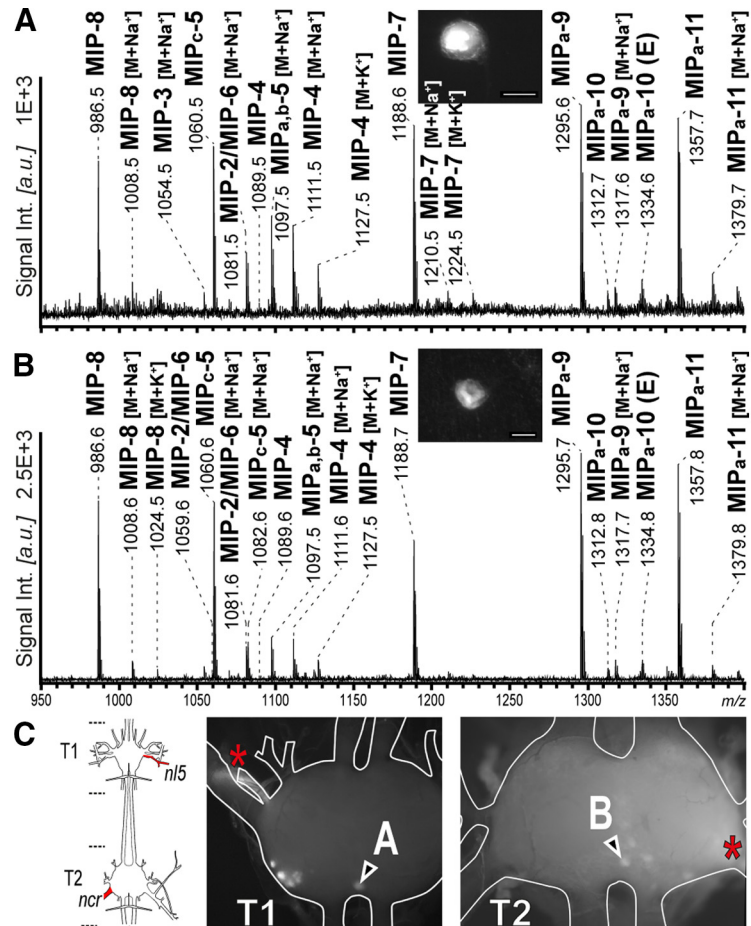 A
Signal Int. [a.u.] 1E+3
986.5 MIP-8
1008.5 MIP-8 [M+Na⁺]
1054.5 MIP-3 [M+Na⁺]
1060.5 MIPc-5
1081.5 MIP-2/MIP-6 [M+Na⁺]
1089.5 MIP-4
1097.5 MIPa,b-5 [M+Na⁺]
1111.5 MIP-4 [M+Na⁺]
1127.5 MIP-4 [M+K⁺]
1188.6 MIP-7
1210.5 MIP-7 [M+Na⁺]
1224.5 MIP-7 [M+K⁺]
1295.6 MIPa-9
1312.7 MIPa-10
1317.6 MIPa-9 [M+Na⁺]
1334.6 MIPa-10 (E)
1357.7 MIPa-11
1379.7 MIPa-11 [M+Na⁺]
B
Signal Int. [a.u.] 2.5E+3
986.6 MIP-8
1008.6 MIP-8 [M+Na⁺]
1024.5 MIP-8 [M+K⁺]
1059.6 MIP-2/MIP-6
1060.6 MIPc-5
1081.6 MIP-2/MIP-6 [M+Na⁺]
1082.6 MIPc-5 [M+Na⁺]
1089.6 MIP-4
1097.5 MIPa,b-5 [M+Na⁺]
1111.6 MIP-4 [M+Na⁺]
1127.5 MIP-4 [M+K⁺]
1188.7 MIP-7
1295.7 MIPa-9
1312.8 MIPa-10
1317.7 MIPa-9 [M+Na⁺]
1334.8 MIPa-10 (E)
1357.8 MIPa-11
1379.8 MIPa-11 [M+Na⁺]
950 1000 1050 1100 1150 1200 1250 1300 1350 m/z
C
T1
nl5
T2
ncr
*
A
T1
B
*
T2